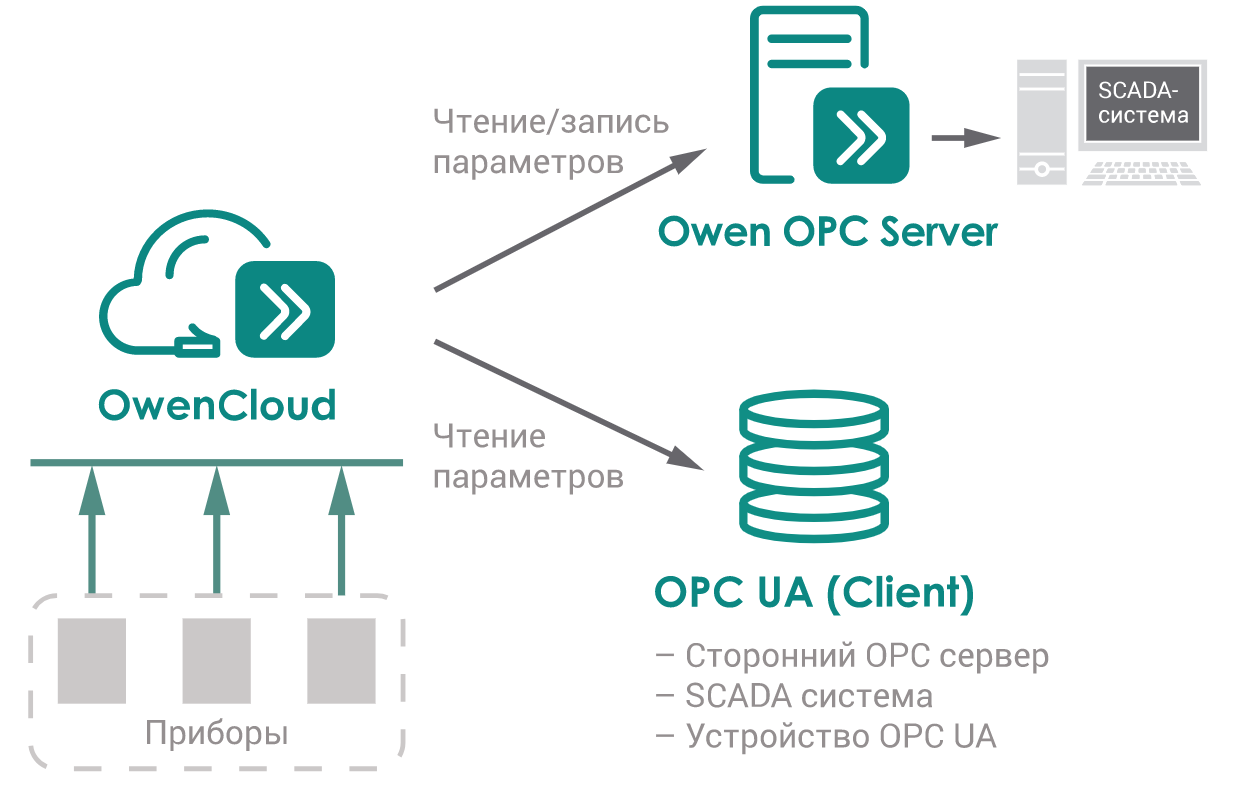 Чтение/запись
параметров
SCADA-
система
Owen OPC Server
OwenCloud
Чтение
параметров
OPC UA (Client)
– Сторонний OPC сервер
– SCADA система
– Устройство OPC UA
Приборы